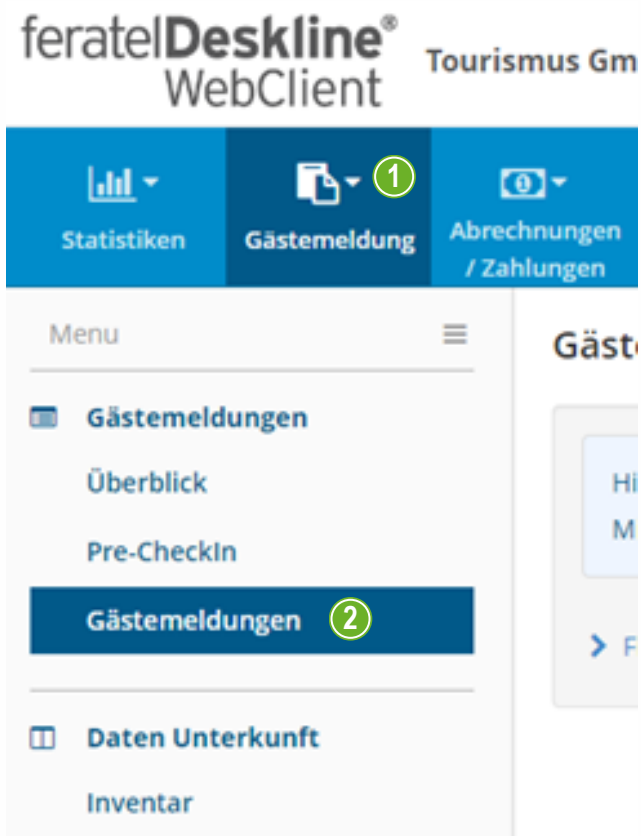 feratelDeskline®
WebClient
Tourismus Gm
1
Statistiken
Gästemeldung
Abrechnungen
/ Zahlungen
Menu
Gäst
Gästemeldungen
Überblick
Hi
Pre-CheckIn
M
Gästemeldungen 2
F
Daten Unterkunft
Inventar